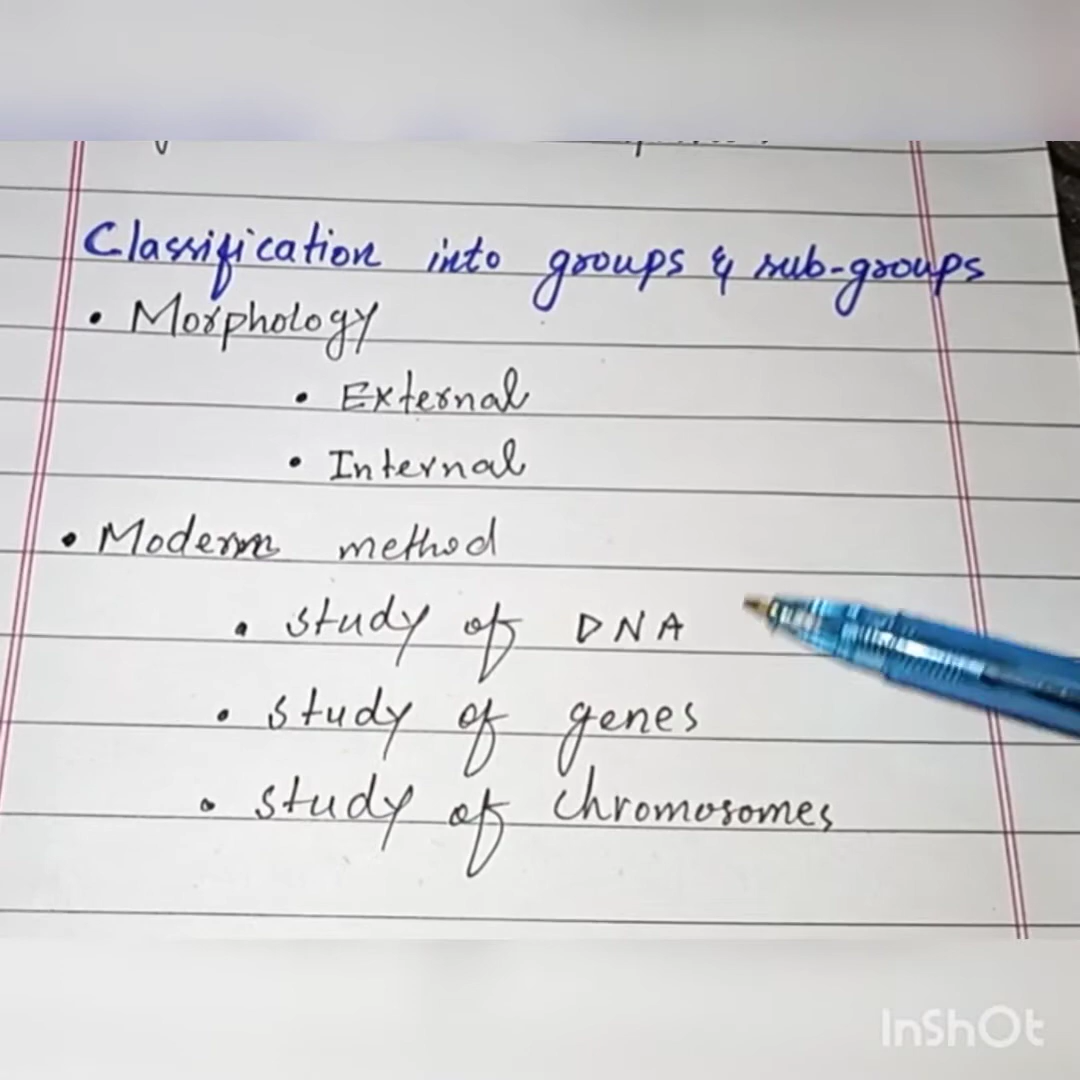 Classification into groups & sub-groups
• Morphology
• External
• Internal
• Modern method
• study of DNA
• study of genes
• study of chromosomes
InShOt